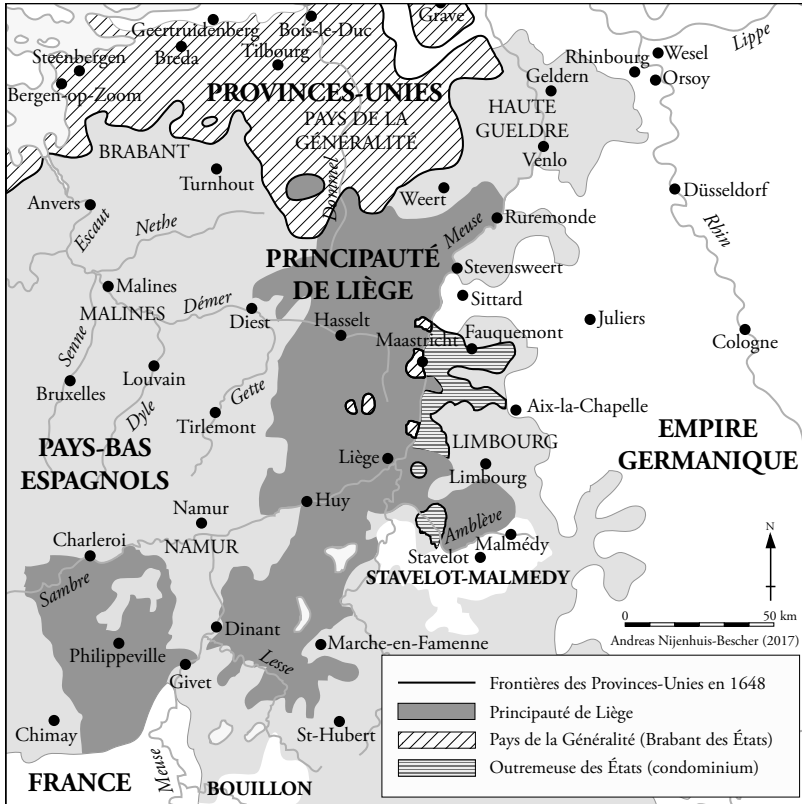 Geertruidenberg
Bois-le-Duc
Grave
Lippe
Steenbergen
Breda
Tilbourg
Rhinbourg
Wesel
Bergen-op-Zoom
PROVINCES-UNIES
Geldern
Orsoy
PAYS DE LA
GÉNÉRALITÉ
HAUTE
GUELDRE
BRABANT
Venlo
Turnhout
Dommel
Weert
Düsseldorf
Anvers
Escaut
Nethe
Meuse
Ruremonde
Rhin
PRINCIPAUTÉ
DE LIÈGE
Stevensweert
Malines
MALINES
Démer
Sittard
Diest
Hasselt
Juliers
Senne
Maastricht
Fauquemont
Cologne
Bruxelles
Louvain
Dyle
Gette
Tirlemont
Aix-la-Chapelle
PAYS-BAS
ESPAGNOLS
Liège
LIMBOURG
Limbourg
EMPIRE
GERMANIQUE
Namur
NAMUR
Huy
Charleroi
Amblève
Malmédy
Stavelot
STAVELOT-MALMEDY
N
Sambre
0 50 km
Andreas Nijenhuis-Bescher (2017)
Dinant
Philippeville
Marche-en-Famenne
Lesse
Givet
Chimay
St-Hubert
Meuse
FRANCE
BOUILLON
Frontières des Provinces-Unies en 1648
Principauté de Liège
Pays de la Généralité (Brabant des États)
Outremeuse des États (condominium)